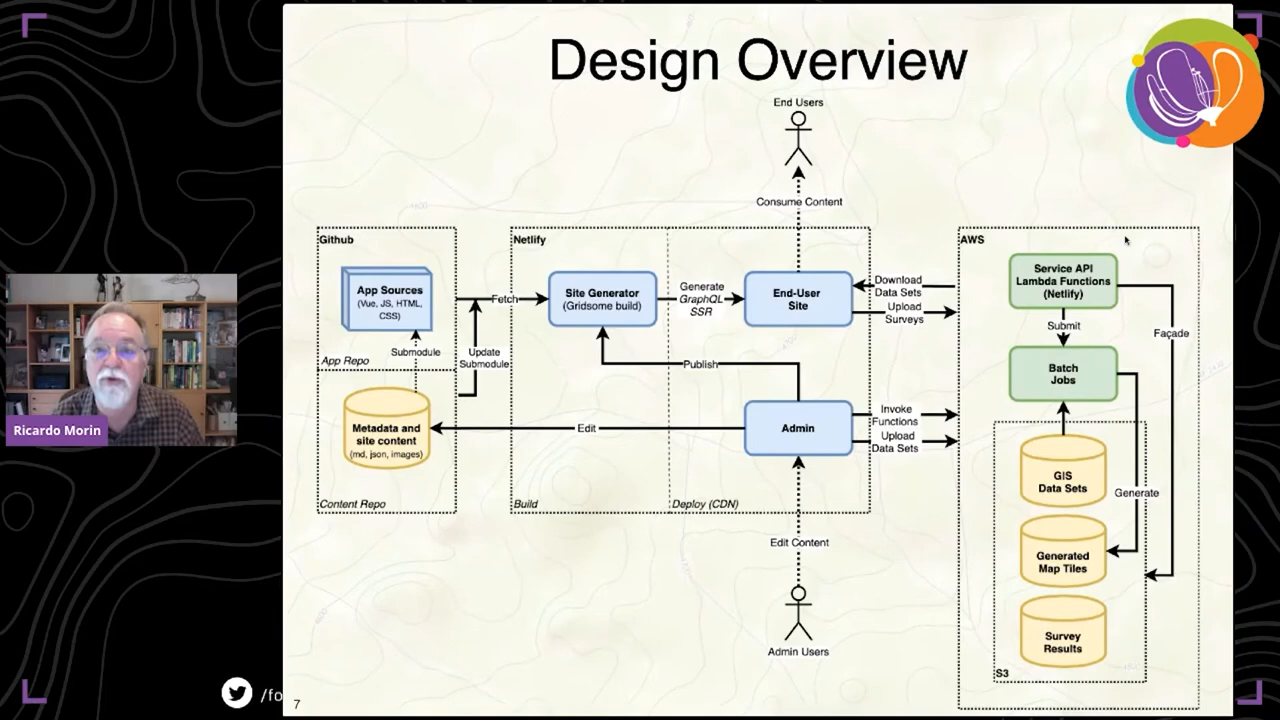 Design Overview
End Users
Consume Content
Github
App Sources
(Vue, JS, HTML,
CSS)
App Repo
Submodule
Update
Submodule
Metadata and
site content
(md, json, images)
Content Repo
Fetch
Netlify
Site Generator
(Gridsome build)
Generate
GraphQL
SSR
End-User
Site
Publish
Edit
Admin
Build
Deploy (CDN)
Edit Content
Admin Users
Download
Data Sets
Upload
Surveys
Invoke
Functions
Upload
Data Sets
AWS
Service API
Lambda Functions
(Netlify)
Submit
Façade
Batch
Jobs
GIS
Data Sets
Generate
Generated
Map Tiles
Survey
Results
S3
Ricardo Morin
/fo
7